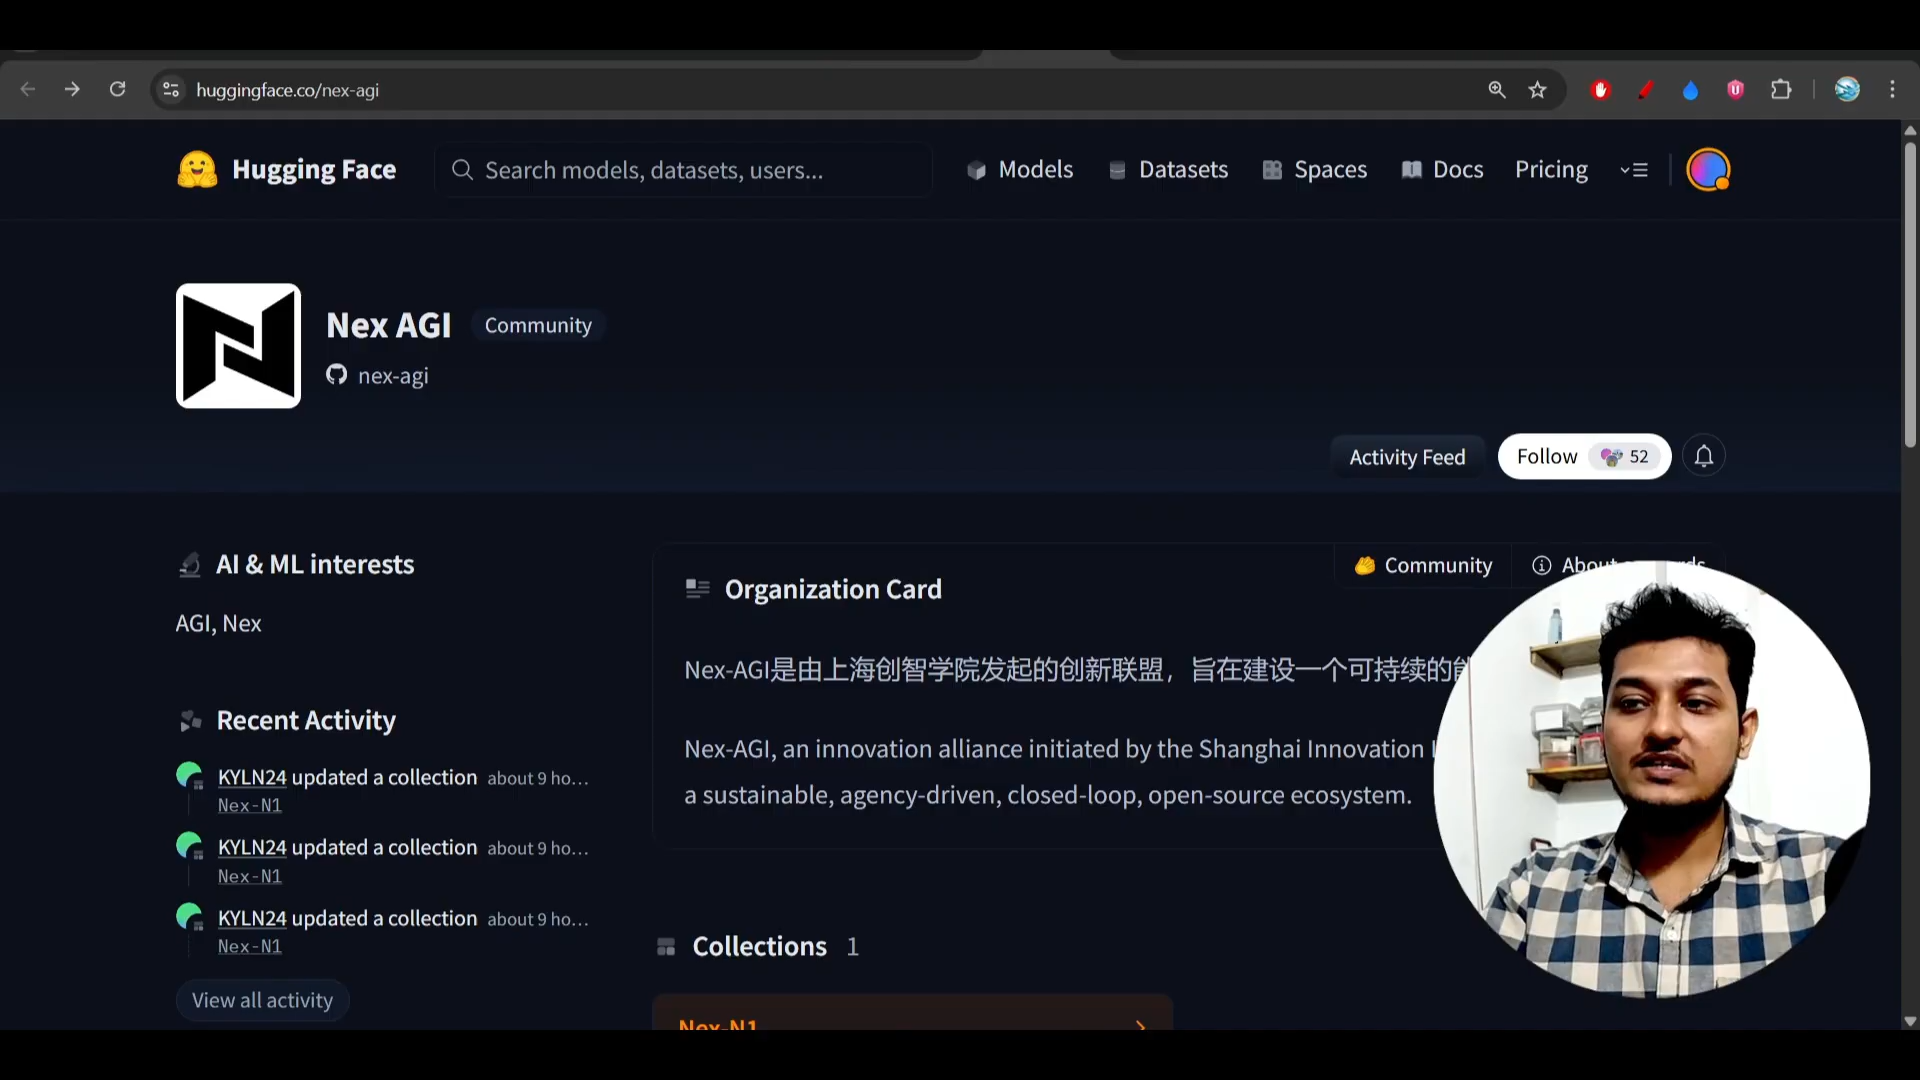 huggingface.co/nex-agi
Hugging Face
Search models, datasets, users...
Models
Datasets
Spaces
Docs
Pricing
Nex AGI
Community
nex-agi
Activity Feed
Follow 52
AI & ML interests
AGI, Nex
Recent Activity
KYLN24 updated a collection about 9 ho...
Nex-N1
KYLN24 updated a collection about 9 ho...
Nex-N1
KYLN24 updated a collection about 9 ho...
Nex-N1
View all activity
Community
Organization Card
Nex-AGI是由上海创智学院发起的创新联盟，旨在建设一个可持续的
Nex-AGI, an innovation alliance initiated by the Shanghai Innovation
a sustainable, agency-driven, closed-loop, open-source ecosystem.
Collections 1
Nex-N1